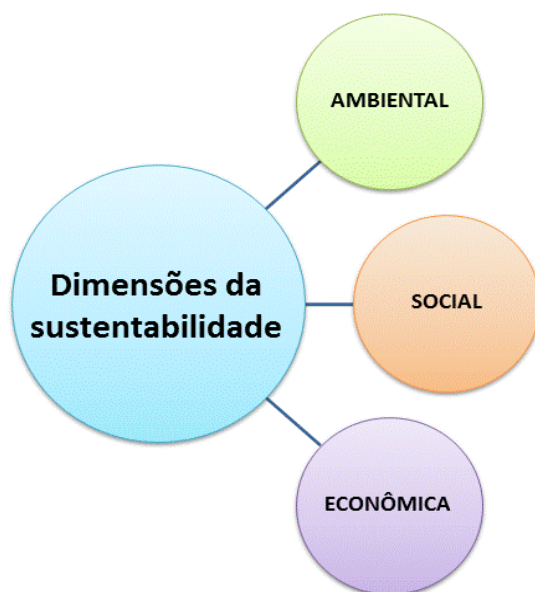 AMBIENTAL
Dimensões da
sustentabilidade
SOCIAL
ECONÔMICA